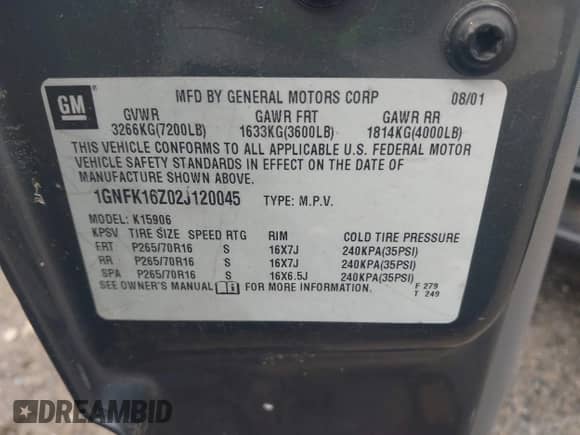 GM
MFD BY GENERAL MOTORS CORP 08/01
GVWR GAWR FRT GAWR RR
3266KG(7200LB) 1633KG(3600LB) 1814KG(4000LB)
THIS VEHICLE CONFORMS TO ALL APPLICABLE U.S. FEDERAL MOTOR
VEHICLE SAFETY STANDARDS IN EFFECT ON THE DATE OF
MANUFACTURE SHOWN ABOVE.
1GNFK16Z02J120045 TYPE: M.P.V.
MODEL: K15906
KPSV TIRE SIZE SPEED RTG RIM COLD TIRE PRESSURE
FRT P265/70R16 S 16X7J 240KPA(35PSI)
RR P265/70R16 S 16X7J 240KPA(35PSI)
SPA P265/70R16 S 16X6.5J 240KPA(35PSI)
SEE OWNER'S MANUAL FOR MORE INFORMATION. F 279
T 249
DREAMBID